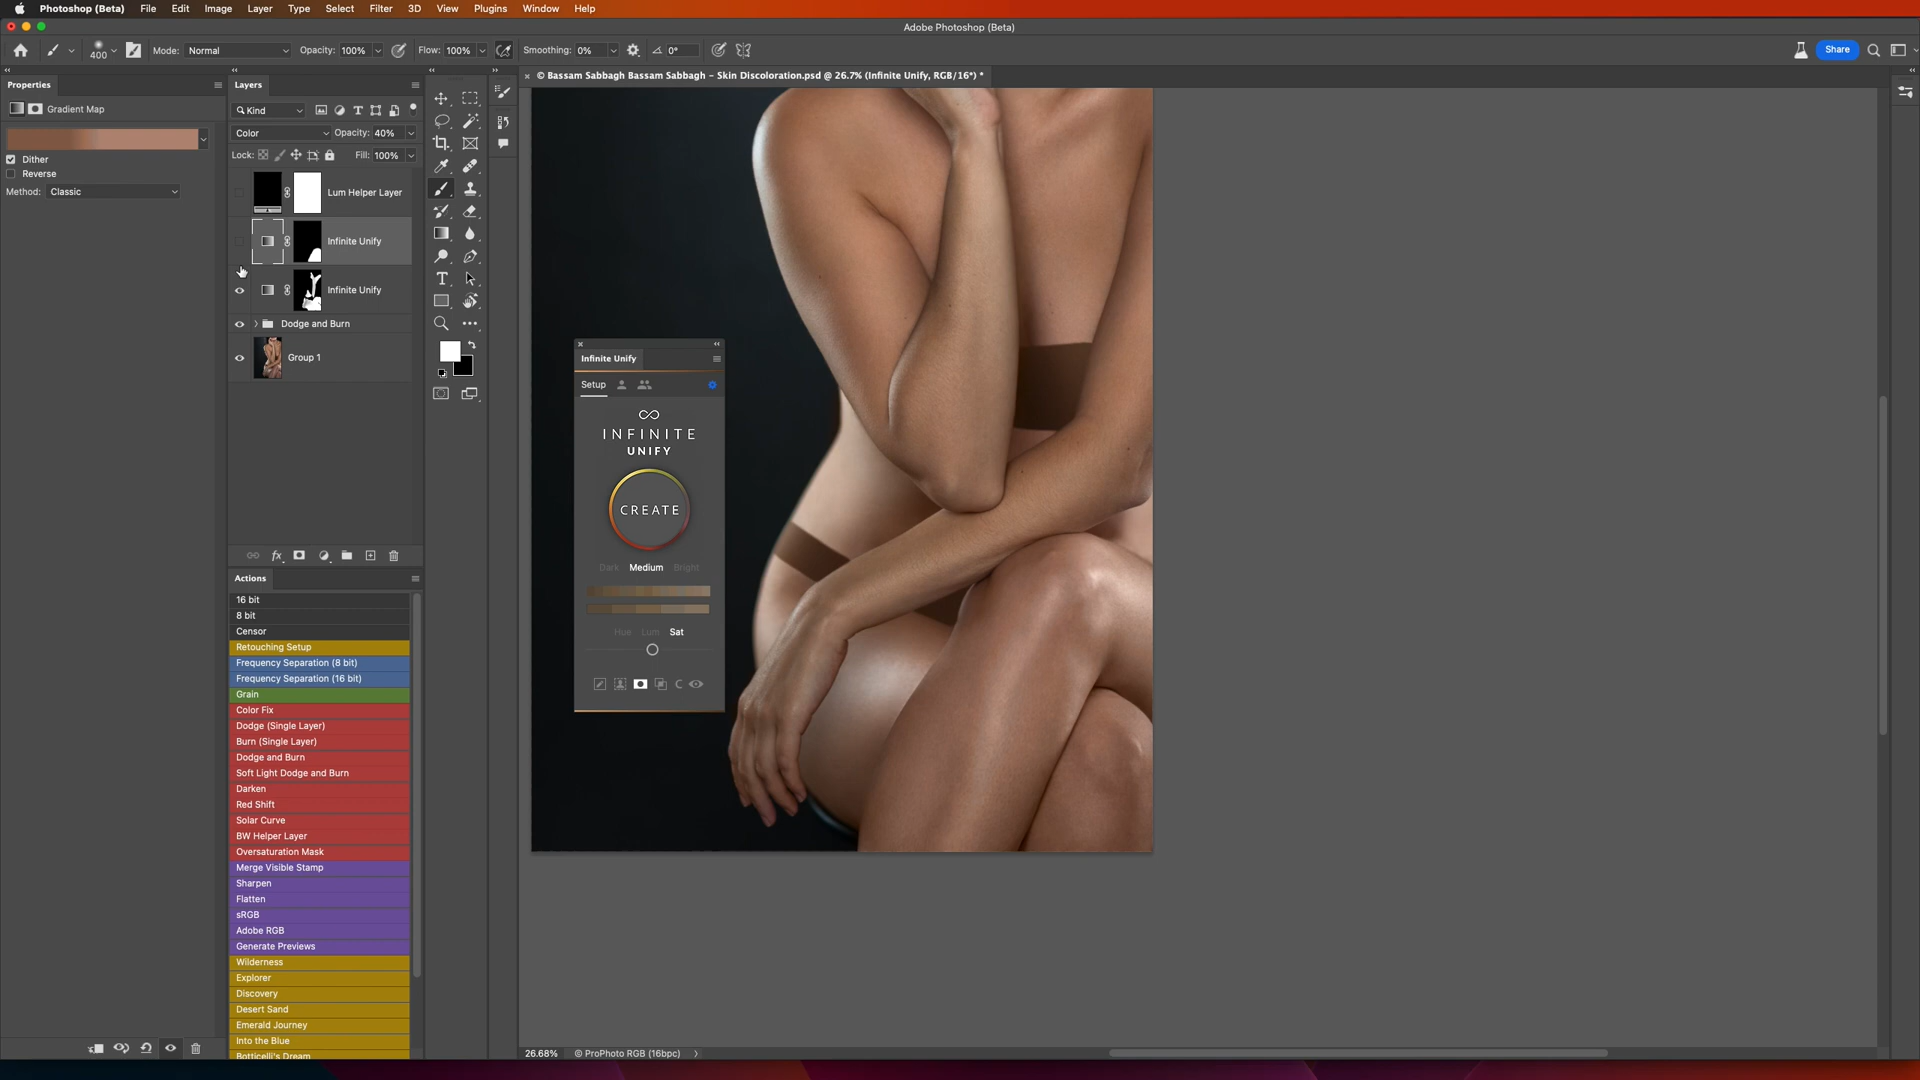 Photoshop (Beta) File Edit Image Layer Type Select Filter 3D View Plugins Window Help
Adobe Photoshop (Beta)
400 Mode: Normal Opacity: 100% Flow: 100% Smoothing: 0% 0° Share
Properties
Layers
© Bassam Sabbagh Bassam Sabbagh – Skin Discoloration.psd @ 26.7% (Infinite Unify, RGB/16*) *
Gradient Map
Kind
Color Opacity: 40%
Lock: Fill: 100%
Dither
Reverse
Method: Classic
Lum Helper Layer
Infinite Unify
Infinite Unify
Dodge and Burn
Group 1
Infinite Unify
Setup
INFINITE
UNIFY
CREATE
Dark Medium Bright
Hue Lum Sat
fx
Actions
16 bit
8 bit
Censor
Retouching Setup
Frequency Separation (8 bit)
Frequency Separation (16 bit)
Grain
Color Fix
Dodge (Single Layer)
Burn (Single Layer)
Dodge and Burn
Soft Light Dodge and Burn
Darken
Red Shift
Solar Curve
BW Helper Layer
Oversaturation Mask
Merge Visible Stamp
Sharpen
Flatten
sRGB
Adobe RGB
Generate Previews
Wilderness
Explorer
Discovery
Desert Sand
Emerald Journey
Into the Blue
Botticelli's Dream
26.68% © ProPhoto RGB (16bpc)